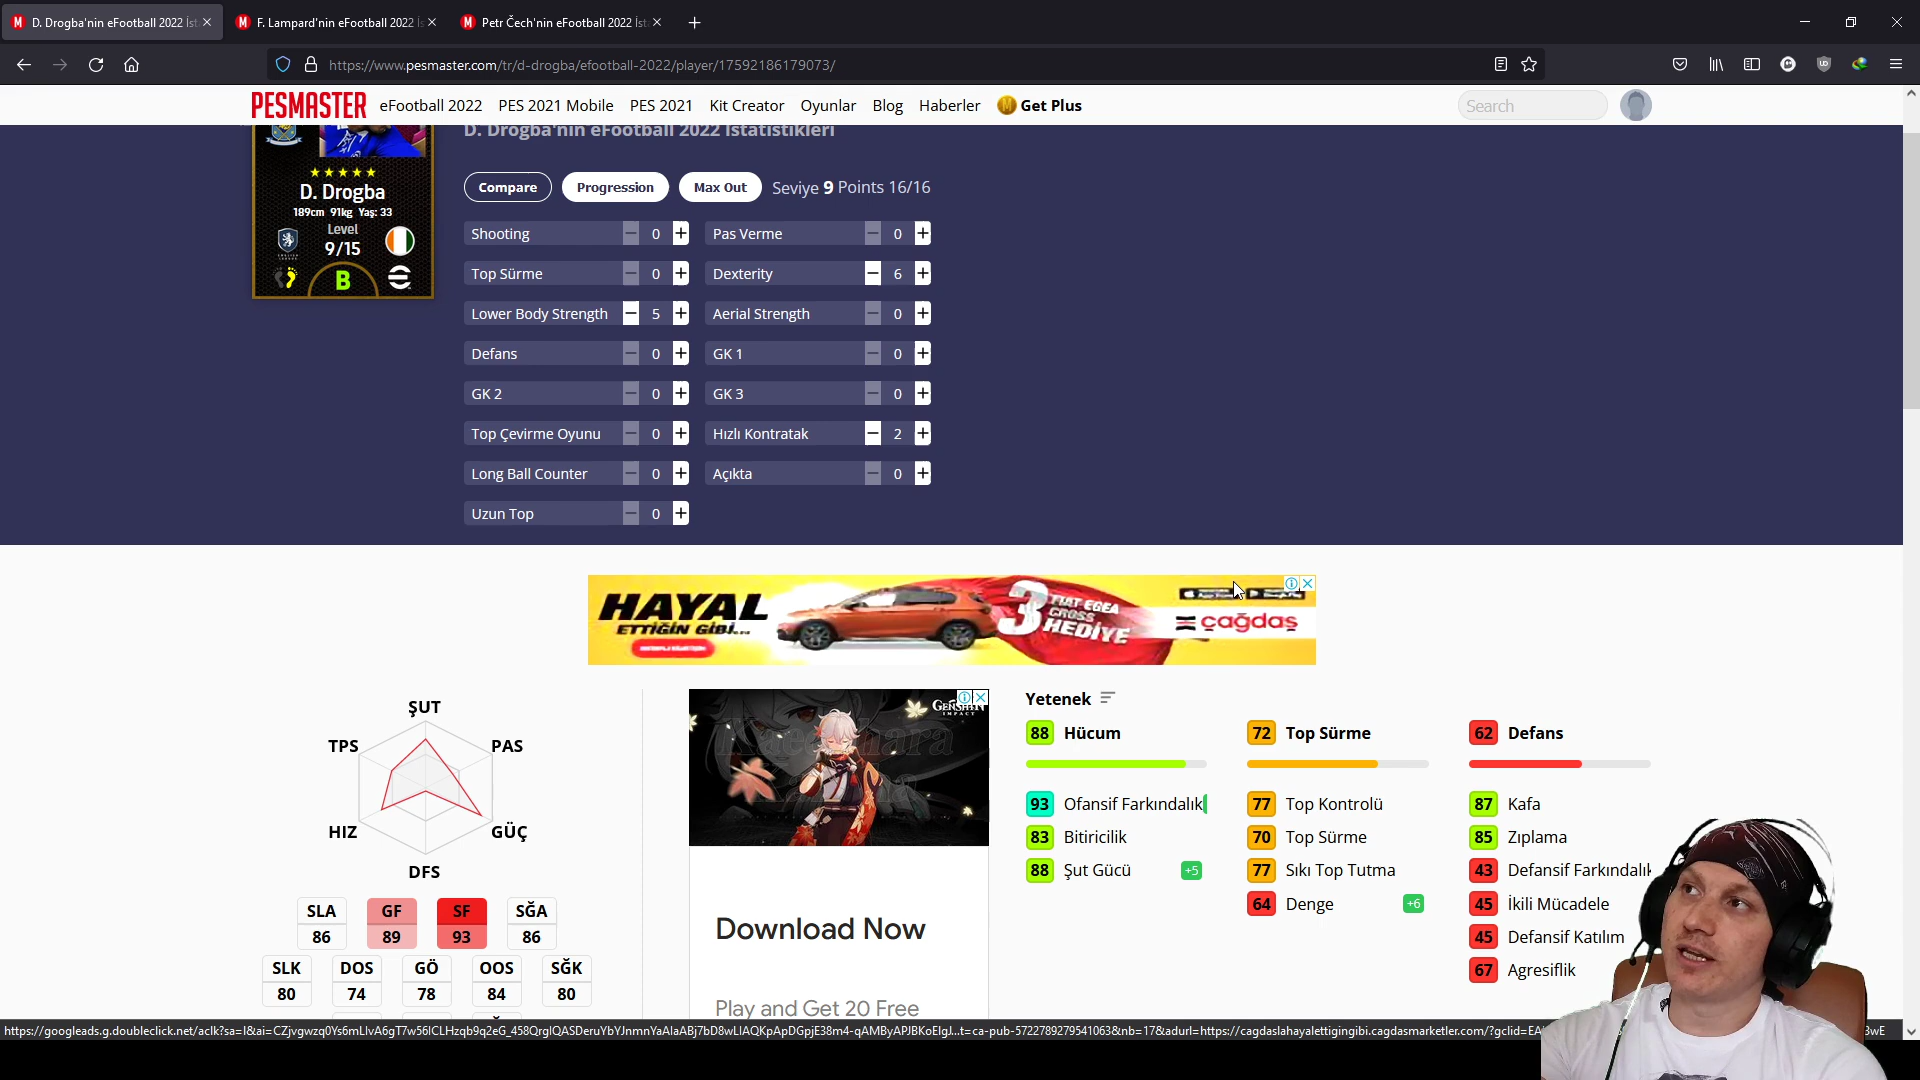 D. Drogba'nin eFootball 2022 İst
F. Lampard'nin eFootball 2022 İs
Petr Čech'nin eFootball 2022 İst
https://www.pesmaster.com/tr/d-drogba/efootball-2022/player/17592186179073/
PESMASTER
eFootball 2022
PES 2021 Mobile
PES 2021
Kit Creator
Oyunlar
Blog
Haberler
Get Plus
Search
D. Drogba'nin eFootball 2022 İstatistikleri
D. Drogba
189cm 91kg Yaş: 33
Level
9/15
B
Compare
Progression
Max Out
Seviye 9 Points 16/16
Shooting − 0 +
Pas Verme − 0 +
Top Sürme − 0 +
Dexterity − 6 +
Lower Body Strength − 5 +
Aerial Strength − 0 +
Defans − 0 +
GK 1 − 0 +
GK 2 − 0 +
GK 3 − 0 +
Top Çevirme Oyunu − 0 +
Hızlı Kontratak − 2 +
Long Ball Counter − 0 +
Açıkta − 0 +
Uzun Top − 0 +
HAYAL
ETTİĞİN GİBİ...
3 FIAT EGEA
CROSS
HEDİYE
çağdaş
ŞUT
TPS
PAS
HIZ
GÜÇ
DFS
SLA
86
GF
89
SF
93
SĞA
86
SLK
80
DOS
74
GÖ
78
OOS
84
SĞK
80
GENSHIN
IMPACT
Download Now
Play and Get 20 Free
Yetenek
88 Hücum
93 Ofansif Farkındalık
83 Bitiricilik
88 Şut Gücü +5
72 Top Sürme
77 Top Kontrolü
70 Top Sürme
77 Sıkı Top Tutma
64 Denge +6
62 Defans
87 Kafa
85 Zıplama
43 Defansif Farkındalık
45 İkili Mücadele
45 Defansif Katılım
67 Agresiflik